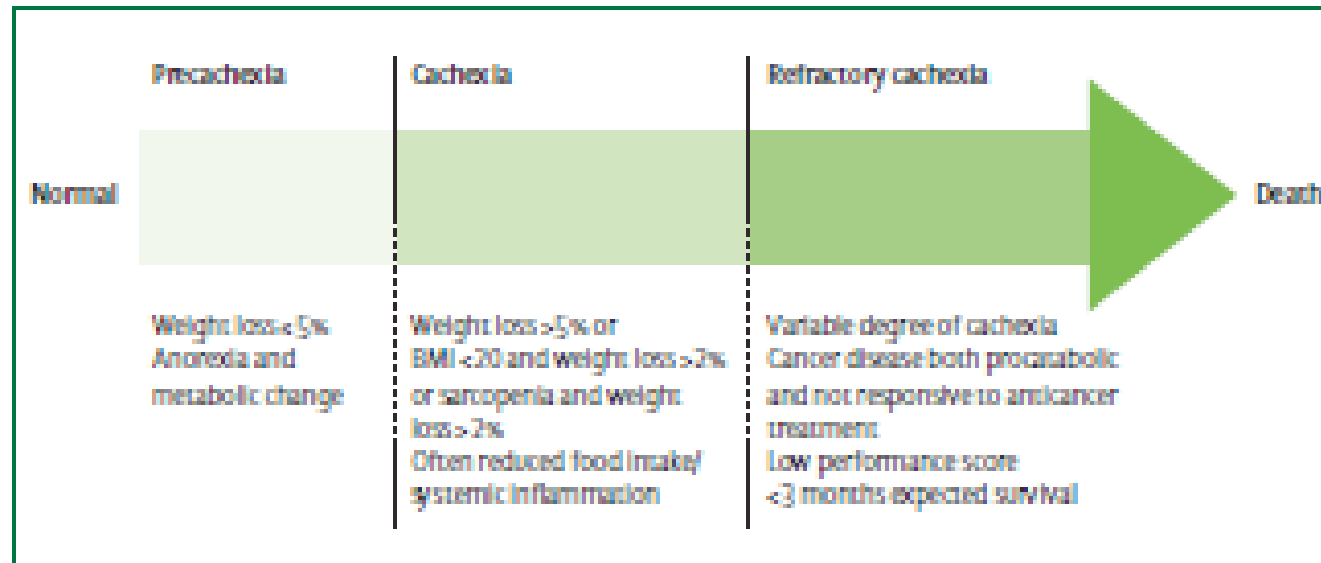 Precachexia
Cachexia
Refractory cachexia
Normal
Death
Weight loss <5%
Anorexia and
metabolic change
Weight loss >5% or
BMI <20 and weight loss >2%
or sarcopenia and weight
loss >2%
Often reduced food intake/
systemic inflammation
Variable degree of cachexia
Cancer disease both procatabolic
and not responsive to anticancer
treatment
Low performance score
<3 months expected survival